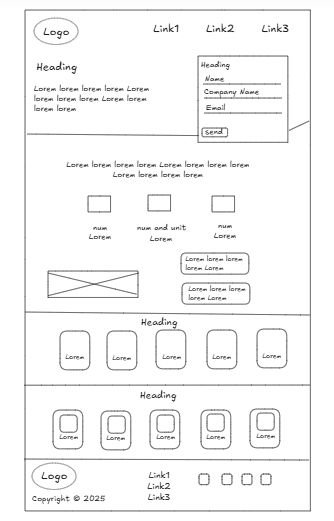 Logo
Link1 Link2 Link3
Heading
Lorem lorem lorem lorem Lorem
lorem lorem lorem Lorem lorem
lorem lorem
Heading
Name
Company Name
Email
send
Lorem lorem lorem lorem Lorem lorem lorem lorem
Lorem lorem lorem lorem
num
Lorem
num and unit
Lorem
num
Lorem
Lorem lorem lorem
lorem Lorem
Lorem lorem lorem
lorem Lorem
Heading
Lorem Lorem Lorem Lorem Lorem
Heading
Lorem Lorem Lorem Lorem Lorem
Logo
Copyright © 2025
Link1
Link2
Link3